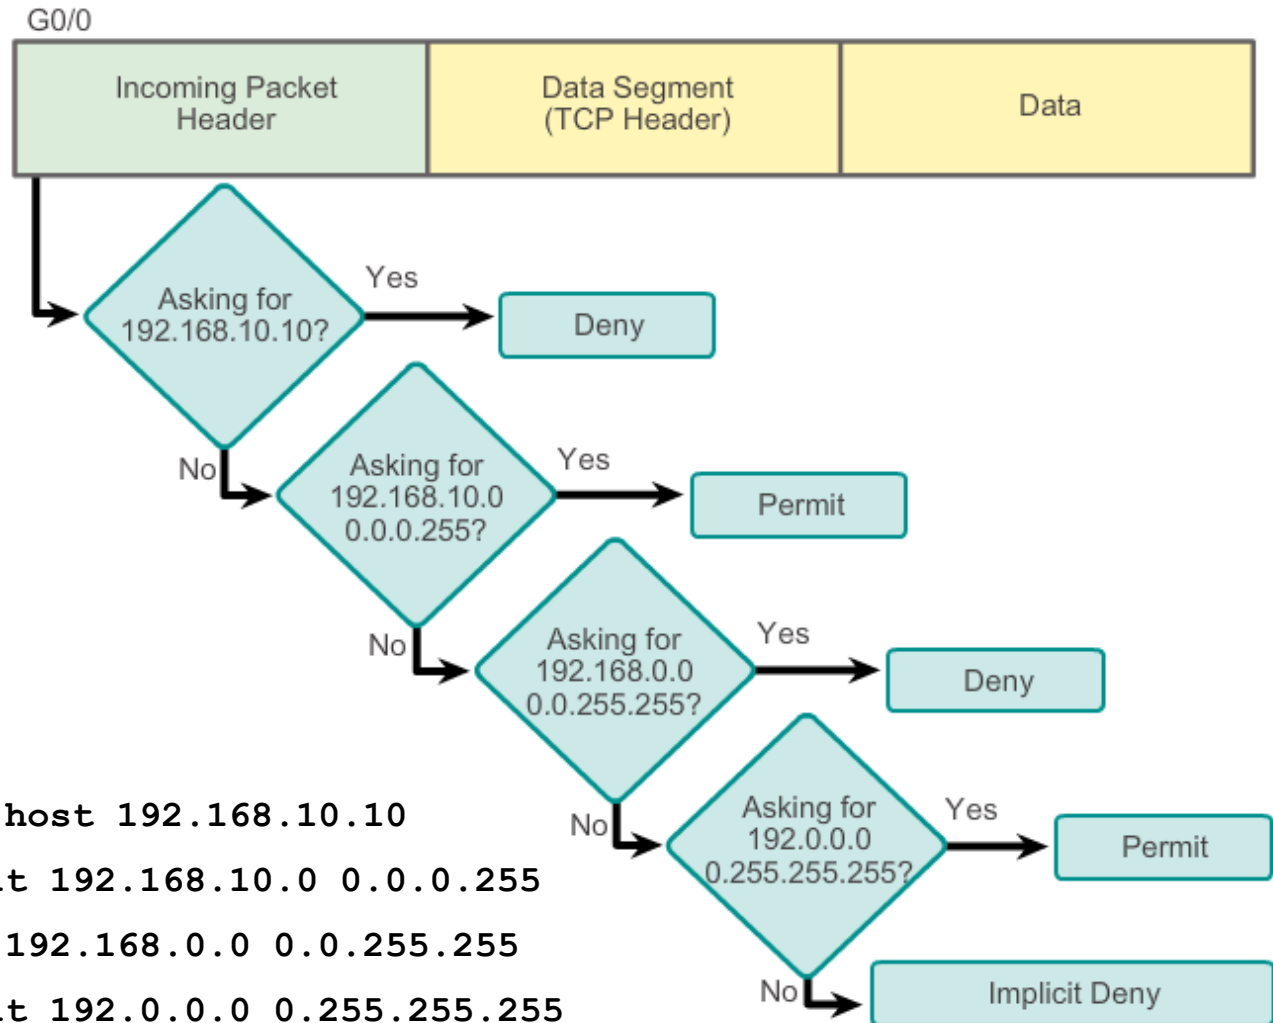 G0/0
Incoming Packet
Header
Data Segment
(TCP Header)
Data
Asking for
192.168.10.10?
Yes
Deny
No
Asking for
192.168.10.0
0.0.0.255?
Yes
Permit
No
Asking for
192.168.0.0
0.0.255.255?
Yes
Deny
No
Asking for
192.0.0.0
0.255.255.255?
Yes
Permit
No
Implicit Deny
host 192.168.10.10
192.168.10.0 0.0.0.255
192.168.0.0 0.0.255.255
192.0.0.0 0.255.255.255